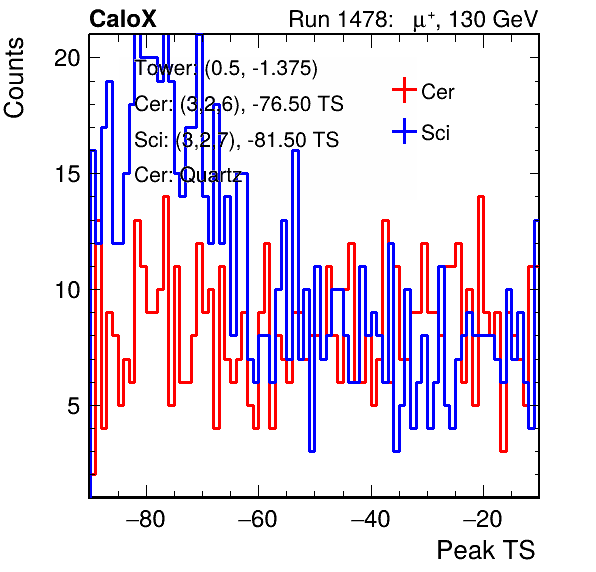 CaloX Run 1478: μ⁺, 130 GeV
Counts
20
15
10
5
Tower: (0.5, -1.375)
Cer: (3,2,6), -76.50 TS
Sci: (3,2,7), -81.50 TS
Cer: Quartz
Cer
Sci
−80 −60 −40 −20
Peak TS